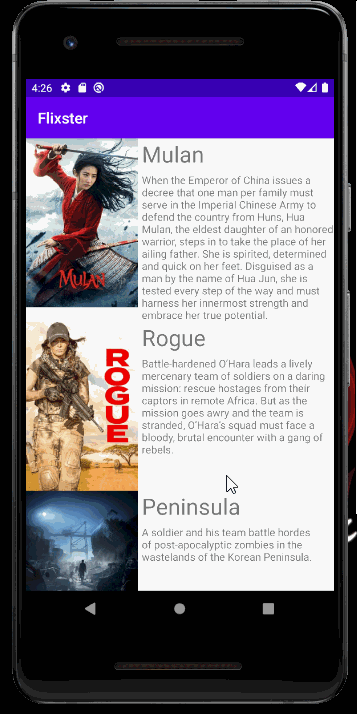 4:26
Flixster
Mulan
When the Emperor of China issues a
decree that one man per family must
serve in the Imperial Chinese Army to
defend the country from Huns, Hua
Mulan, the eldest daughter of an honored
warrior, steps in to take the place of her
ailing father. She is spirited, determined
and quick on her feet. Disguised as a
man by the name of Hua Jun, she is
tested every step of the way and must
harness her innermost strength and
embrace her true potential.
MULAN
Rogue
Battle-hardened O'Hara leads a lively
mercenary team of soldiers on a daring
mission: rescue hostages from their
captors in remote Africa. But as the
mission goes awry and the team is
stranded, O'Hara's squad must face a
bloody, brutal encounter with a gang of
rebels.
ROGUE
Peninsula
A soldier and his team battle hordes
of post-apocalyptic zombies in the
wastelands of the Korean Peninsula.